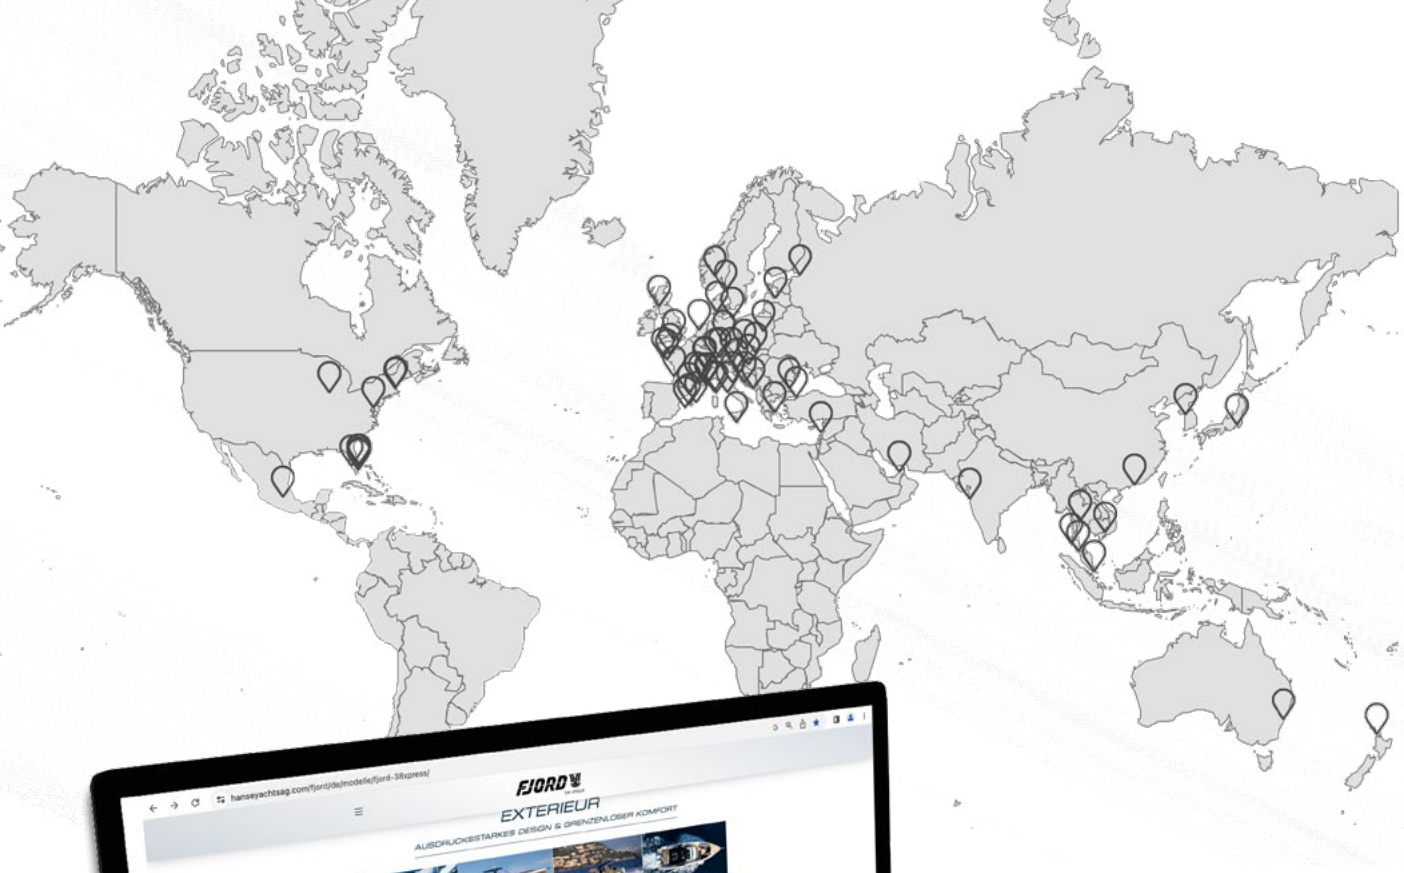 hanseyachtsag.com/fjord/de/modelle/fjord-38xpress/
FJORD
EXTERIEUR
AUSDRUCKSSTARKES DESIGN & GRENZENLOSER KOMFORT